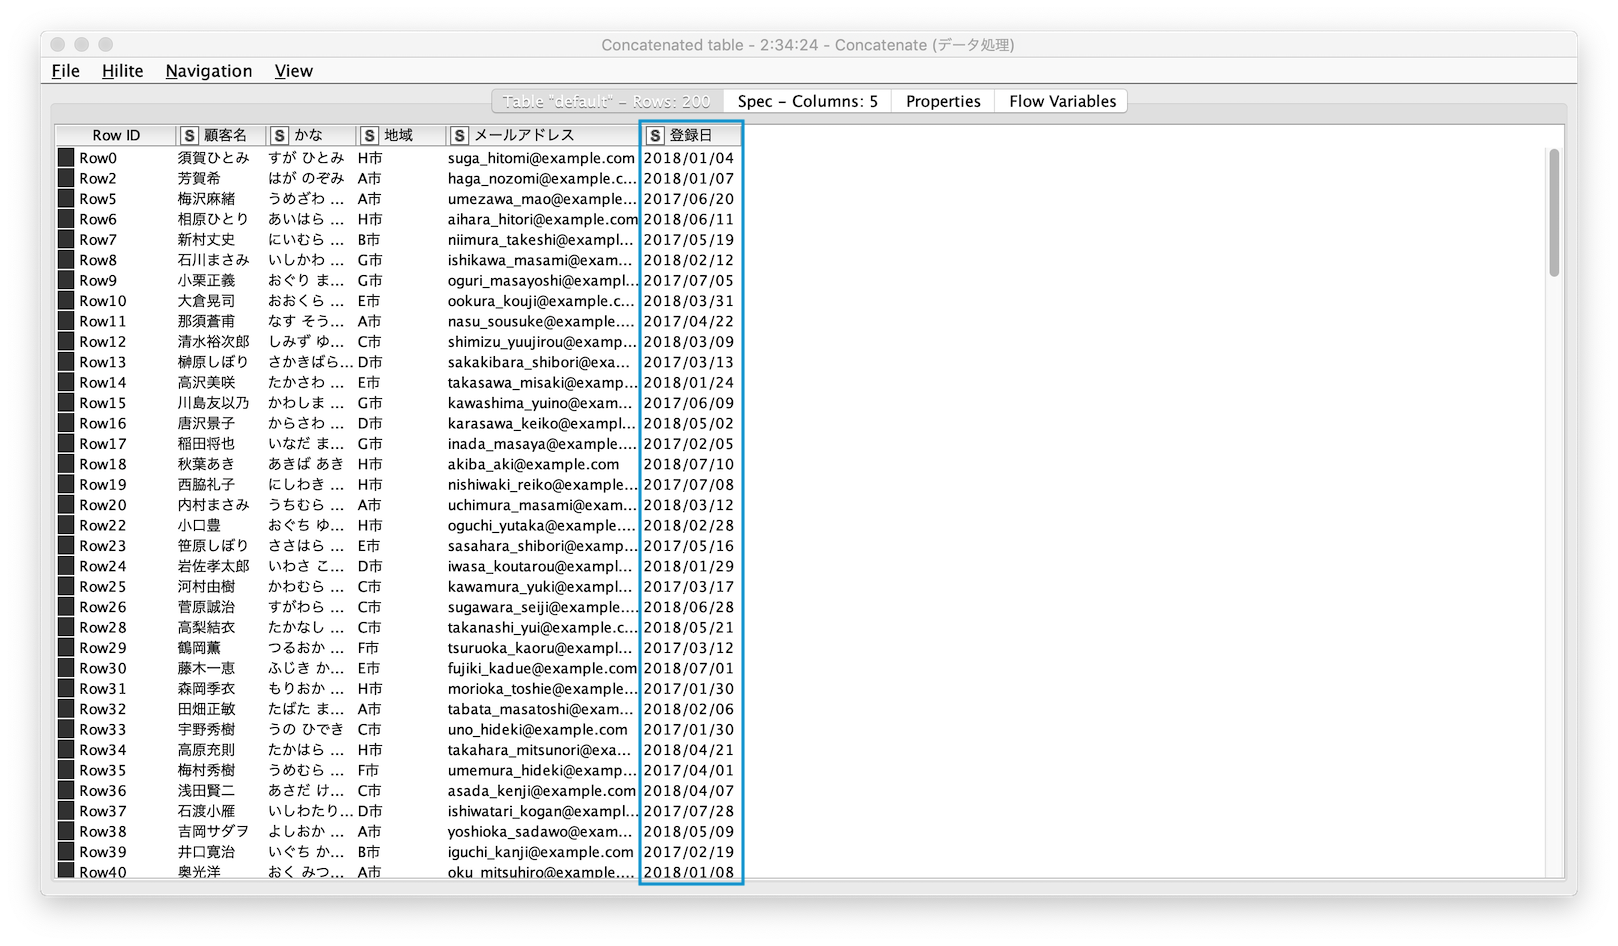 Concatenated table - 2:34:24 - Concatenate (データ処理)
File Hilite Navigation View
Table "default" - Rows: 200 Spec - Columns: 5 Properties Flow Variables
Row ID S 顧客名 S かな S 地域 S メールアドレス S 登録日
Row0 須賀ひとみ すが ひとみ H市 suga_hitomi@example.com 2018/01/04
Row2 芳賀希 はが のぞみ A市 haga_nozomi@example.c... 2018/01/07
Row5 梅沢麻緒 うめざわ ... A市 umezawa_mao@example... 2017/06/20
Row6 相原ひとり あいはら ... H市 aihara_hitori@example.com 2018/06/11
Row7 新村丈史 にいむら ... B市 niimura_takeshi@exampl... 2017/05/19
Row8 石川まさみ いしかわ ... G市 ishikawa_masami@exam... 2018/02/12
Row9 小栗正義 おぐり ま... G市 oguri_masayoshi@exampl... 2017/07/05
Row10 大倉晃司 おおくら ... E市 ookura_kouji@example.c... 2018/03/31
Row11 那須蒼甫 なす そう... A市 nasu_sousuke@example.... 2017/04/22
Row12 清水裕次郎 しみず ゆ... C市 shimizu_yuujirou@exampl... 2018/03/09
Row13 榊原しぼり さかきばら... D市 sakakibara_shibori@exa... 2017/03/13
Row14 高沢美咲 たかさわ ... E市 takasawa_misaki@examp... 2018/01/24
Row15 川島友以乃 かわしま ... G市 kawashima_yuino@exam... 2017/06/09
Row16 唐沢景子 からさわ ... D市 karasawa_keiko@exampl... 2018/05/02
Row17 稲田将也 いなだ ま... G市 inada_masaya@example.... 2017/02/05
Row18 秋葉あき あきば あき H市 akiba_aki@example.com 2018/07/10
Row19 西脇礼子 にしわき ... H市 nishiwaki_reiko@example... 2017/07/08
Row20 内村まさみ うちむら ... A市 uchimura_masami@exam... 2018/03/12
Row22 小口豊 おぐち ゆ... H市 oguchi_yutaka@example.... 2018/02/28
Row23 笹原しぼり ささはら ... E市 sasahara_shibori@examp... 2017/05/16
Row24 岩佐孝太郎 いわさ こ... D市 iwasa_koutarou@exampl... 2018/01/29
Row25 河村由樹 かわむら ... C市 kawamura_yuki@exampl... 2017/03/17
Row26 菅原誠治 すがわら ... C市 sugawara_seiji@example.... 2018/06/28
Row28 高梨結衣 たかなし ... C市 takanashi_yui@example.c... 2018/05/21
Row29 鶴岡薫 つるおか ... F市 tsuruoka_kaoru@exampl... 2017/03/12
Row30 藤木一恵 ふじき か... E市 fujiki_kadue@example.com 2018/07/01
Row31 森岡季衣 もりおか ... H市 morioka_toshie@example... 2017/01/30
Row32 田畑正敏 たばた ま... A市 tabata_masatoshi@exam... 2018/02/06
Row33 宇野秀樹 うの ひでき C市 uno_hideki@example.com 2017/01/30
Row34 高原充則 たかはら ... H市 takahara_mitsunori@exa... 2018/04/21
Row35 梅村秀樹 うめむら ... F市 umemura_hideki@examp... 2017/04/01
Row36 浅田賢二 あさだ け... C市 asada_kenji@example.com 2018/04/07
Row37 石渡小雁 いしわたり... D市 ishiwatari_kogan@exampl... 2017/07/28
Row38 吉岡サダヲ よしおか ... A市 yoshioka_sadawo@exam... 2018/05/09
Row39 井口寛治 いぐち か... B市 iguchi_kanji@example.com 2017/02/19
Row40 奥光洋 おく みつ... A市 oku_mitsuhiro@example.... 2018/01/08